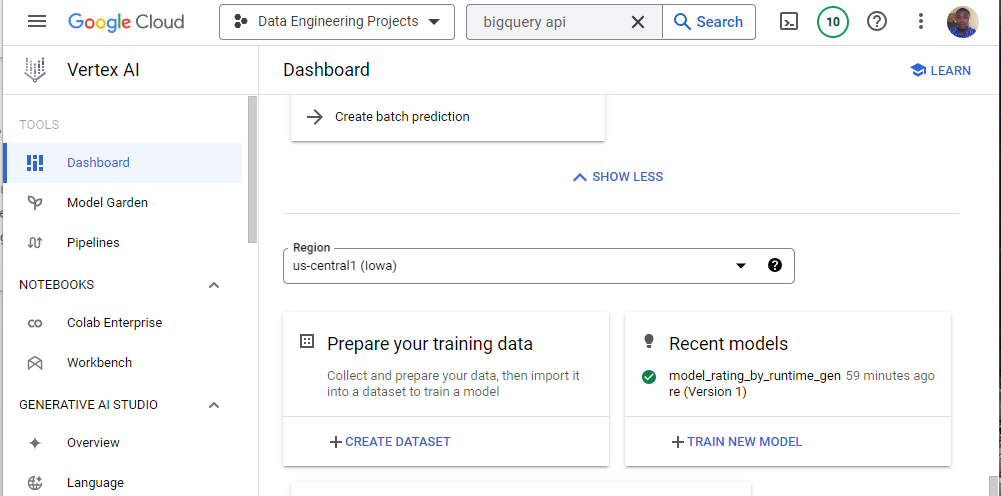 Google Cloud
Data Engineering Projects
bigquery api
Search
10
Vertex AI
Dashboard
LEARN
TOOLS
Dashboard
Model Garden
Pipelines
NOTEBOOKS
Colab Enterprise
Workbench
GENERATIVE AI STUDIO
Overview
Language
Create batch prediction
SHOW LESS
Region
us-central1 (Iowa)
Prepare your training data
Collect and prepare your data, then import it
into a dataset to train a model
CREATE DATASET
Recent models
model_rating_by_runtime_gen 59 minutes ago
re (Version 1)
TRAIN NEW MODEL